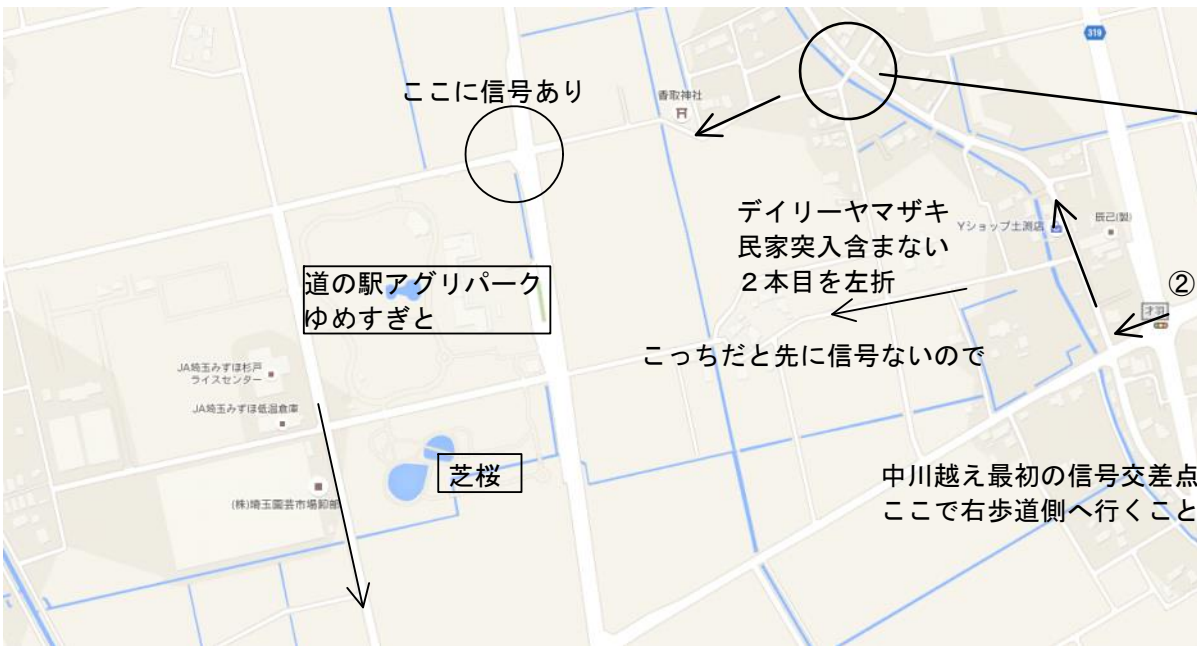 319
ここに信号あり
香取神社
デイリーヤマザキ
民家突入含まない
２本目を左折
Yショップ土渕店
辰己(製)
②
才羽
道の駅アグリパーク
ゆめすぎと
こっちだと先に信号ないので
JA埼玉みずほ杉戸
ライスセンター
JA埼玉みずほ低温倉庫
芝桜
(株)埼玉園芸市場卸部
中川越え最初の信号交差点
ここで右歩道側へ行くこと